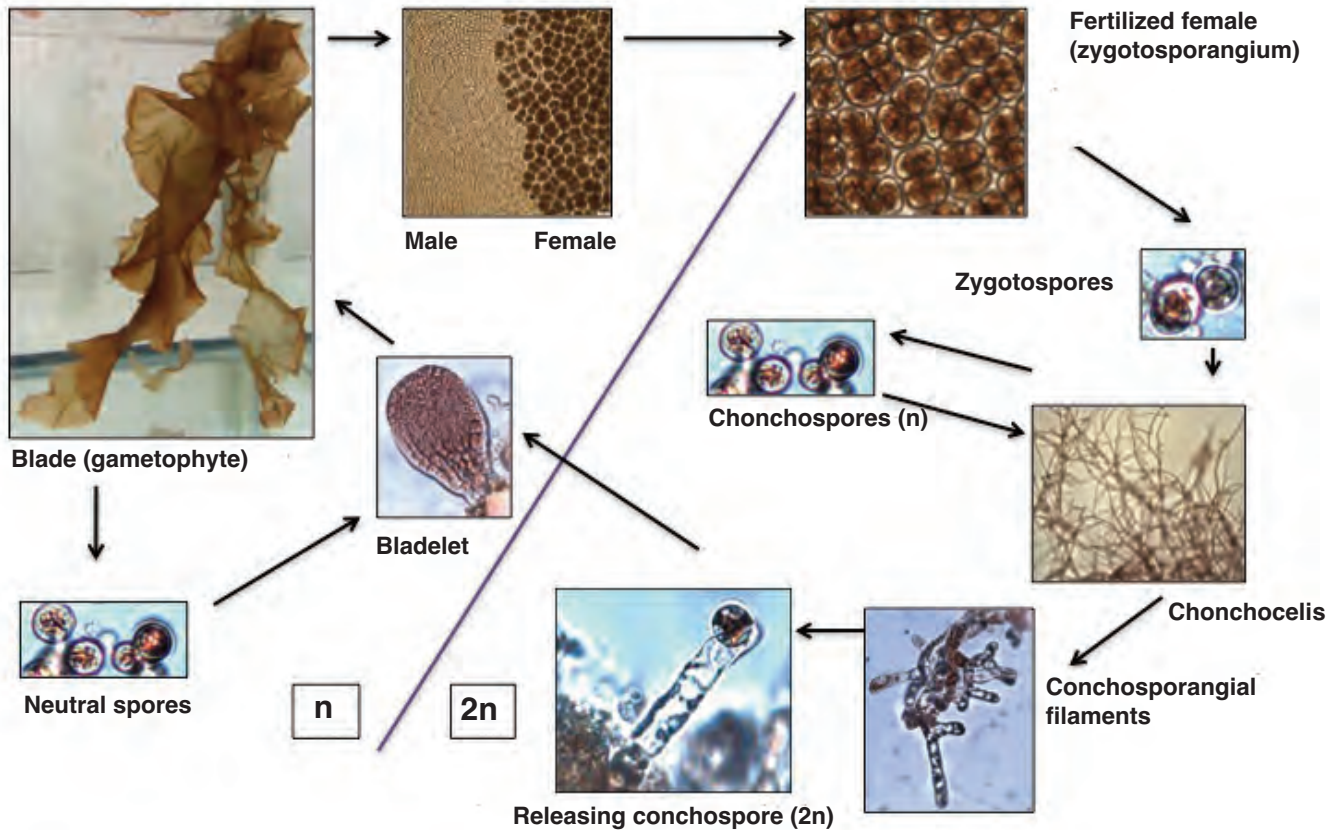 Fertilized female
(zygotosporangium)
Male
Female
Zygotospores
Chonchospores (n)
Blade (gametophyte)
Bladelet
Chonchocelis
Neutral spores
n
2n
Conchosporangial
filaments
Releasing conchospore (2n)